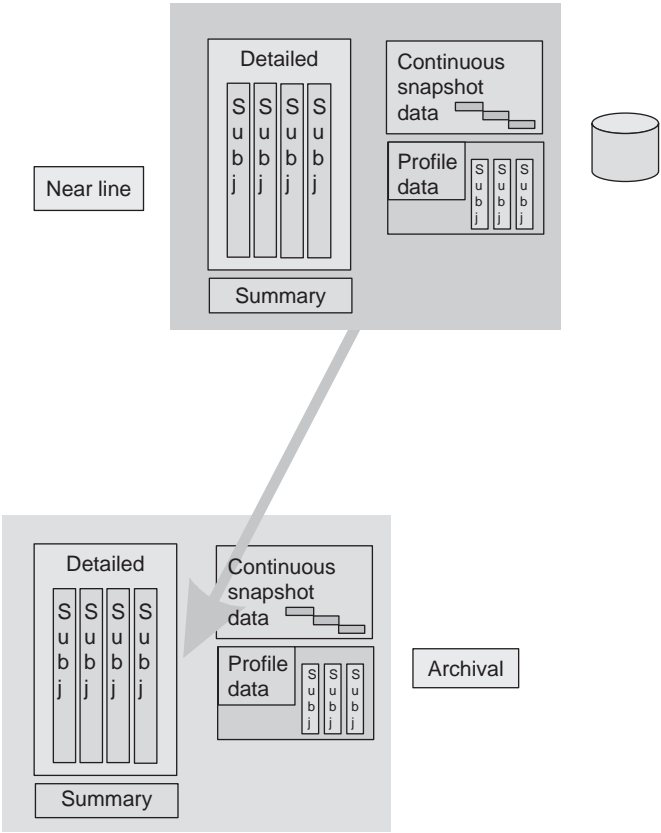 Detailed
S
u
b
j
S
u
b
j
S
u
b
j
S
u
b
j
Summary
Continuous
snapshot
data
Profile
data
S
u
b
j
S
u
b
j
S
u
b
j
Near line
Detailed
S
u
b
j
S
u
b
j
S
u
b
j
S
u
b
j
Summary
Continuous
snapshot
data
Profile
data
S
u
b
j
S
u
b
j
S
u
b
j
Archival